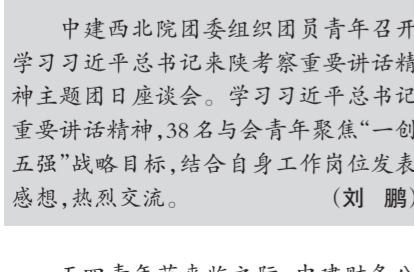 中建西北院团委组织团员青年召开
学习习近平总书记来陕考察重要讲话精
神主题团日座谈会。学习习近平总书记
重要讲话精神,38名与会青年聚焦“一创
五强”战略目标,结合自身工作岗位发表
感想,热烈交流。 (刘 鹏)